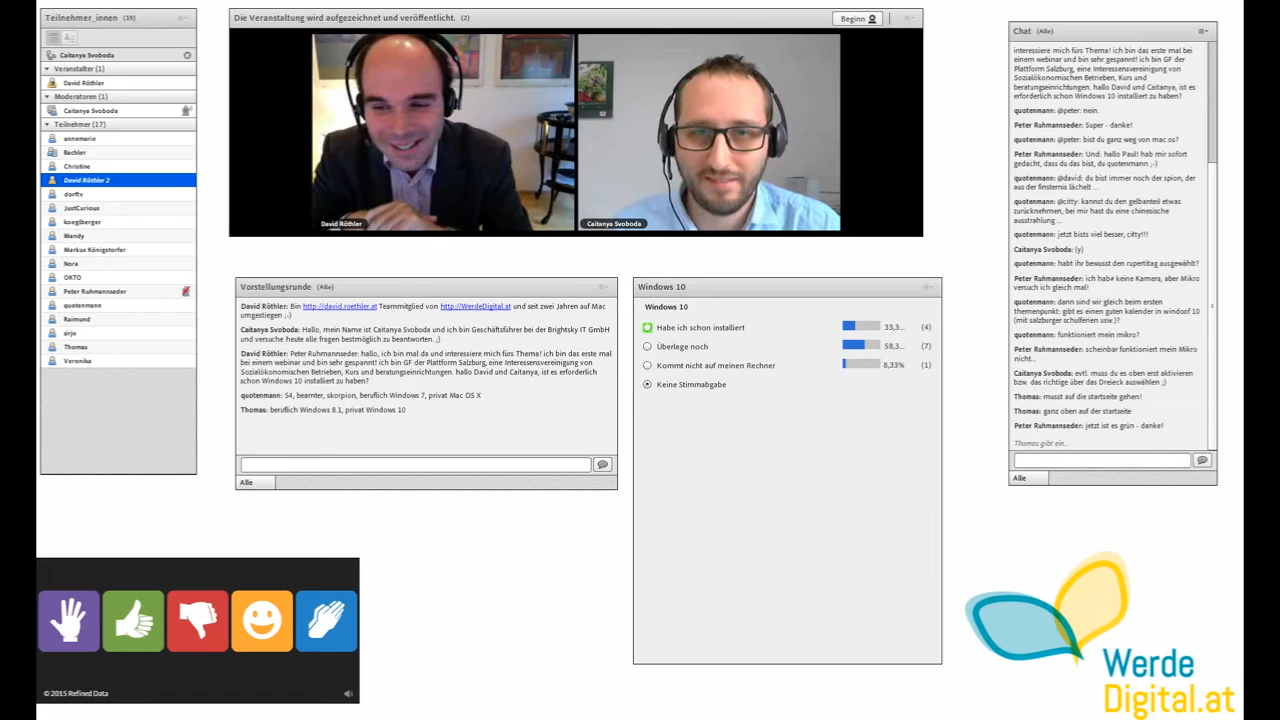 Teilnehmer_innen (19)
Caitanya Svoboda
Veranstalter (1)
David Röthler
Moderatoren (1)
Caitanya Svoboda
Teilnehmer (17)
annemarie
Bachler
Christine
David Röthler 2
dorftv
JustCurious
koeglberger
Mandy
Markus Königstorfer
Nora
OKTO
Peter Ruhmannseder
quotenmann
Raimund
sirje
Thomas
Veronika
Die Veranstaltung wird aufgezeichnet und veröffentlicht. (2)
Beginn
David Röthler
Caitanya Svoboda
Vorstellungsrunde (Alle)
David Röthler: Bin http://david.roethler.at Teammitglied von http://WerdeDigital.at und seit zwei Jahren auf Mac
umgestiegen ;-)
Caitanya Svoboda: Hallo, mein Name ist Caitanya Svoboda und ich bin Geschäftsführer bei der Brightsky IT GmbH
und versuche heute alle fragen bestmöglich zu beantworten. ;)
David Röthler: Peter Ruhmannseder: hallo, ich bin mal da und interessiere mich fürs Thema! ich bin das erste mal
bei einem webinar und bin sehr gespannt! ich bin GF der Plattform Salzburg, eine Interessensvereinigung von
Sozialökonomischen Betrieben, Kurs und beratungseinrichtungen. hallo David und Caitanya, ist es erforderlich
schon Windows 10 installiert zu haben?
quotenmann: 54, beamter, skorpion, beruflich Windows 7, privat Mac OS X
Thomas: beruflich Windows 8.1, privat Windows 10
Alle
Windows 10
Windows 10
Habe ich schon installiert 33,3... (4)
Überlege noch 58,3... (7)
Kommt nicht auf meinen Rechner 8,33% (1)
Keine Stimmabgabe
Chat (Alle)
interessiere mich fürs Thema! ich bin das erste mal
bei einem webinar und bin sehr gespannt! ich bin GF der
Plattform Salzburg, eine Interessensvereinigung von
Sozialökonomischen Betrieben, Kurs und
beratungseinrichtungen. hallo David und Caitanya, ist es
erforderlich schon Windows 10 installiert zu haben?
quotenmann: @peter: nein.
Peter Ruhmannseder: Super - danke!
quotenmann: @peter: bist du ganz weg von mac os?
Peter Ruhmannseder: Und: hallo Paul! hab mir sofort
gedacht, dass du das bist, du quotenmann ;-)
quotenmann: @david: du bist immer noch der spion, der
aus der finsternis lächelt ...
quotenmann: @citty: kannst du den gelbanteil etwas
zurücknehmen, bei mir hast du eine chinesische
ausstrahlung ...
quotenmann: jetzt bists viel besser, citty!!!
Caitanya Svoboda: (y)
quotenmann: habt ihr bewusst den rupertitag ausgewählt?
Peter Ruhmannseder: ich hab# keine Kamera, aber Mikro
versuch ich gleich mal!
quotenmann: dann sind wir gleich beim ersten
themenpunkt: gibt es einen guten kalender in windoof 10
(mit salzburger schulferien usw.)?
quotenmann: funktioniert mein mikro?
Peter Ruhmannseder: scheinbar funktioniert mein Mikro
nicht..
Caitanya Svoboda: evtl. muss du es oben erst aktivieren
bzw. das richtige über das Dreieck auswählen ;)
Thomas: musst auf die startseite gehen!
Thomas: ganz oben auf der startseite
Peter Ruhmannseder: jetzt ist es grün - danke!
Thomas gibt ein...
Alle
© 2015 Refined Data
Werde
Digital.at